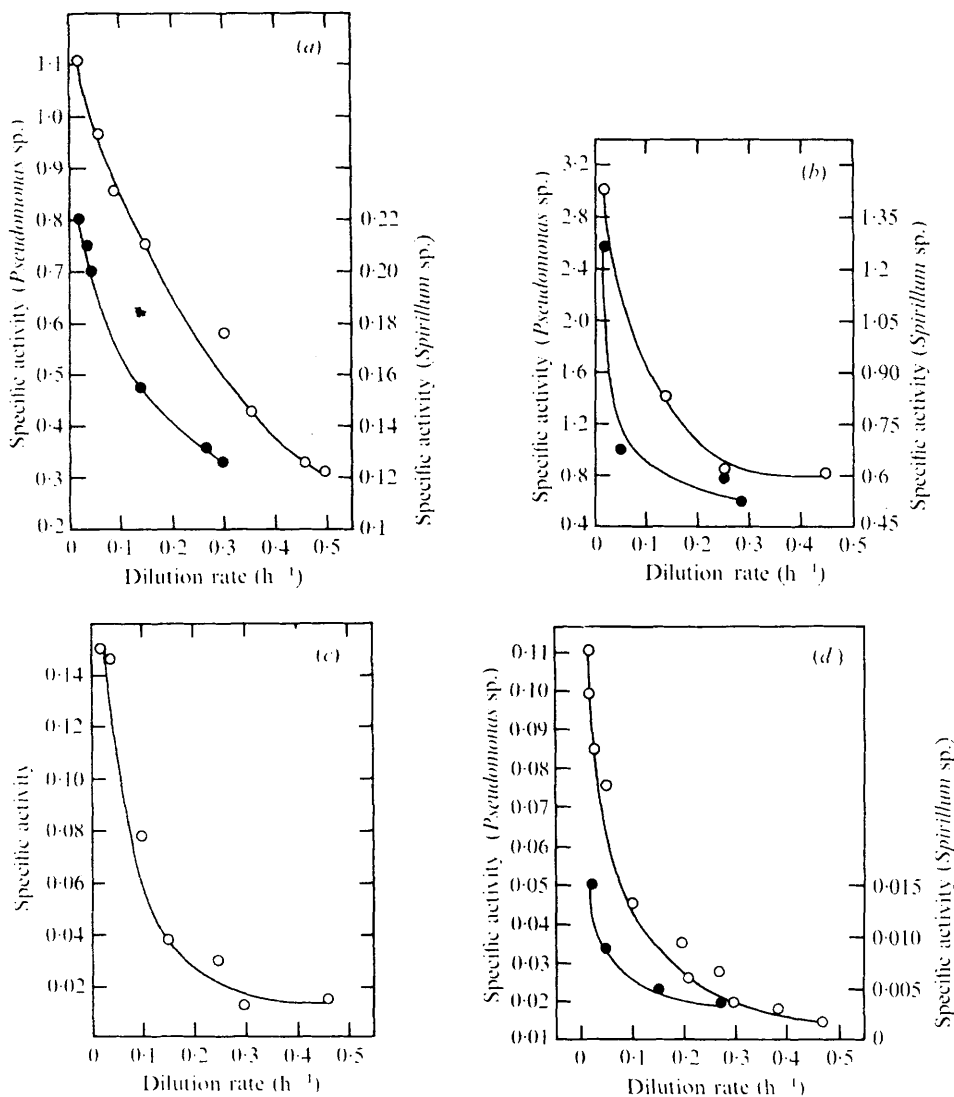 (a)
Specific activity (Pseudomonas sp.)
1·1
1·0
0·9
0·8
0·7
0·6
0·5
0·4
0·3
0·2
0·22
0·20
0·18
0·16
0·14
0·12
0·1
Specific activity (Spirillum sp.)
0 0·1 0·2 0·3 0·4 0·5
Dilution rate (h⁻¹)
(b)
Specific activity (Pseudomonas sp.)
3·2
2·8
2·4
2·0
1·6
1·2
0·8
0·4
1·35
1·2
1·05
0·90
0·75
0·6
0·45
Specific activity (Spirillum sp.)
0 0·1 0·2 0·3 0·4 0·5
Dilution rate (h⁻¹)
(c)
Specific activity
0·14
0·12
0·10
0·08
0·06
0·04
0·02
0 0·1 0·2 0·3 0·4 0·5
Dilution rate (h⁻¹)
(d)
Specific activity (Pseudomonas sp.)
0·11
0·10
0·09
0·08
0·07
0·06
0·05
0·04
0·03
0·02
0·01
0·015
0·010
0·005
0
Specific activity (Spirillum sp.)
0 0·1 0·2 0·3 0·4 0·5
Dilution rate (h⁻¹)